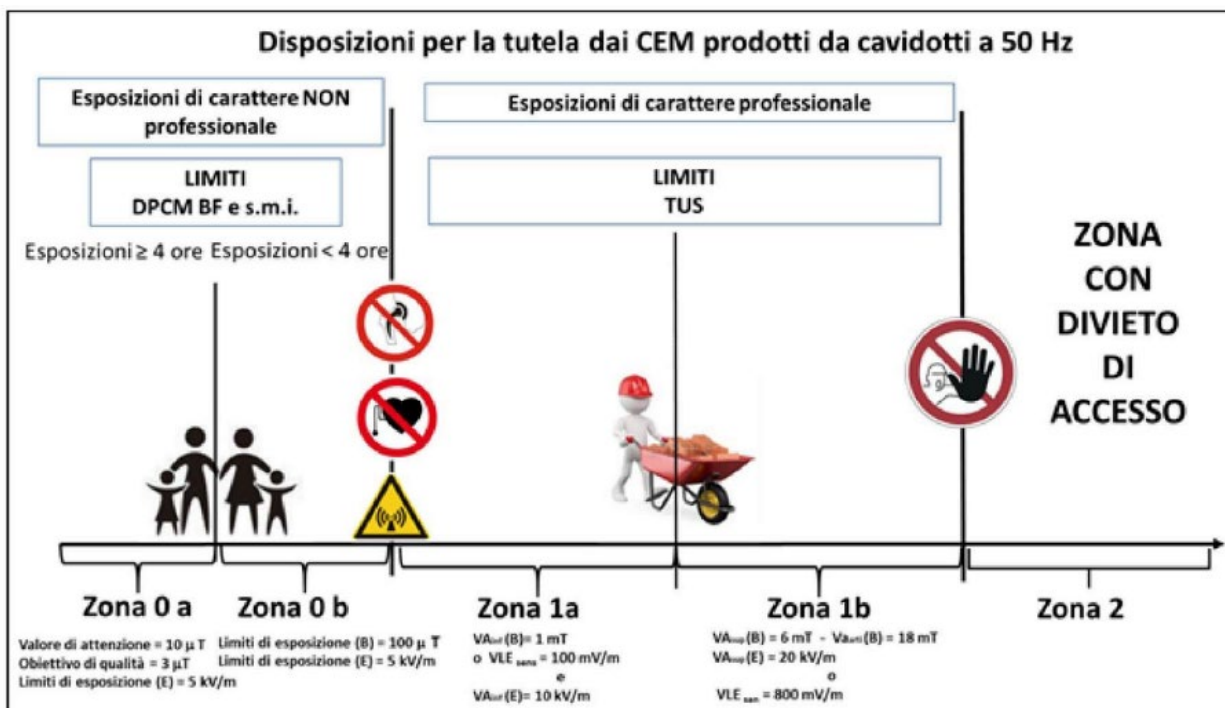 Disposizioni per la tutela dai CEM prodotti da cavidotti a 50 Hz
Esposizioni di carattere NON
professionale
Esposizioni di carattere professionale
LIMITI
DPCM BF e s.m.i.
LIMITI
TUS
Esposizioni ≥ 4 ore
Esposizioni < 4 ore
ZONA
CON
DIVIETO
DI
ACCESSO
Zona 0 a
Valore di attenzione = 10 µ T
Obiettivo di qualità = 3 µT
Limiti di esposizione (E) = 5 kV/m
Zona 0 b
Limiti di esposizione (B) = 100 µ T
Limiti di esposizione (E) = 5 kV/m
Zona 1a
VAinf (B)= 1 mT
o VLE sens = 100 mV/m
e
VAinf (E)= 10 kV/m
Zona 1b
VAsup (B) = 6 mT - Vaarti (B) = 18 mT
VAsup (E) = 20 kV/m
o
VLE san = 800 mV/m
Zona 2